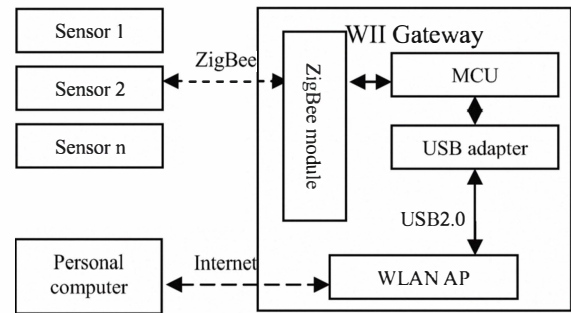 Sensor 1
Sensor 2
Sensor n
ZigBee
WII Gateway
ZigBee module
MCU
USB adapter
USB2.0
WLAN AP
Internet
Personal
computer